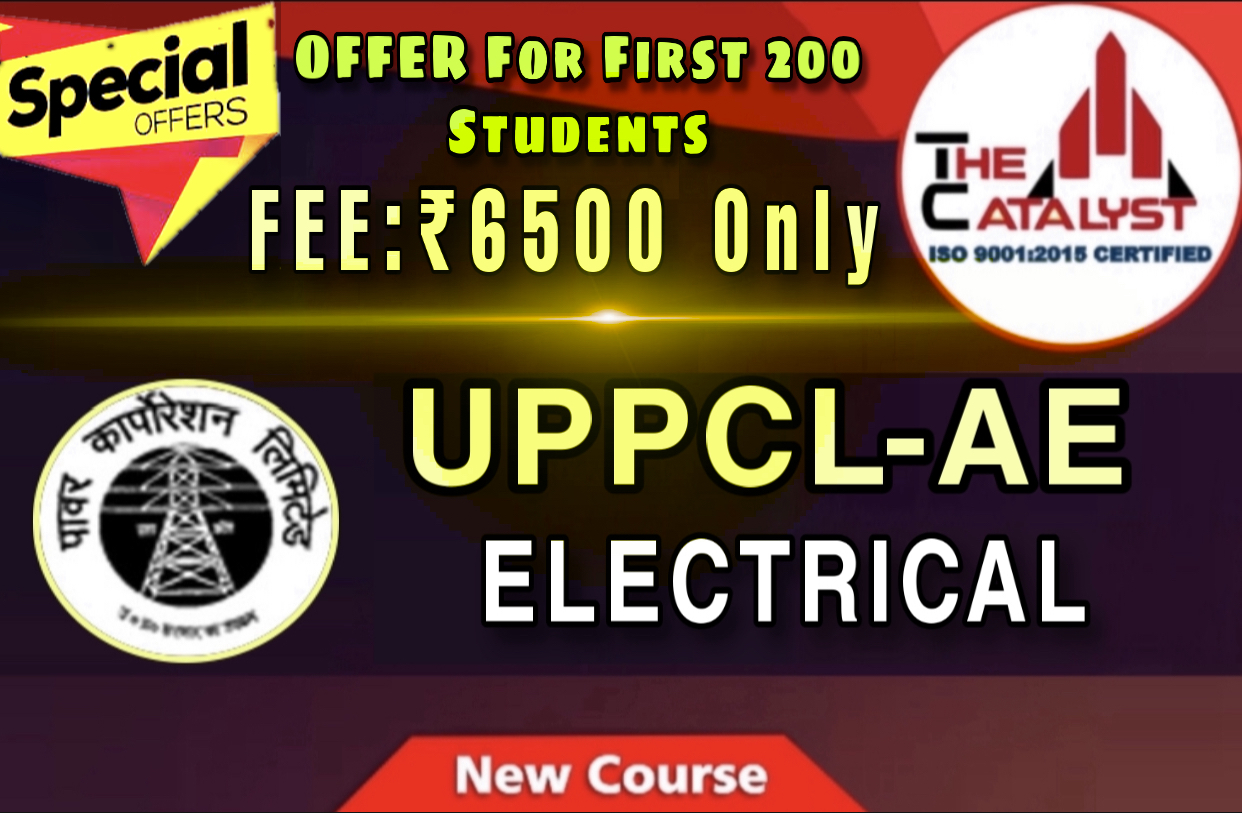 Special
OFFERS
OFFER FOR FIRST 200
STUDENTS
FEE:₹6500 Only
THE
CATALYST
ISO 9001:2015 CERTIFIED
पावर कार्पोरेशन लिमिटेड
UPPCL-AE
ELECTRICAL
New Course